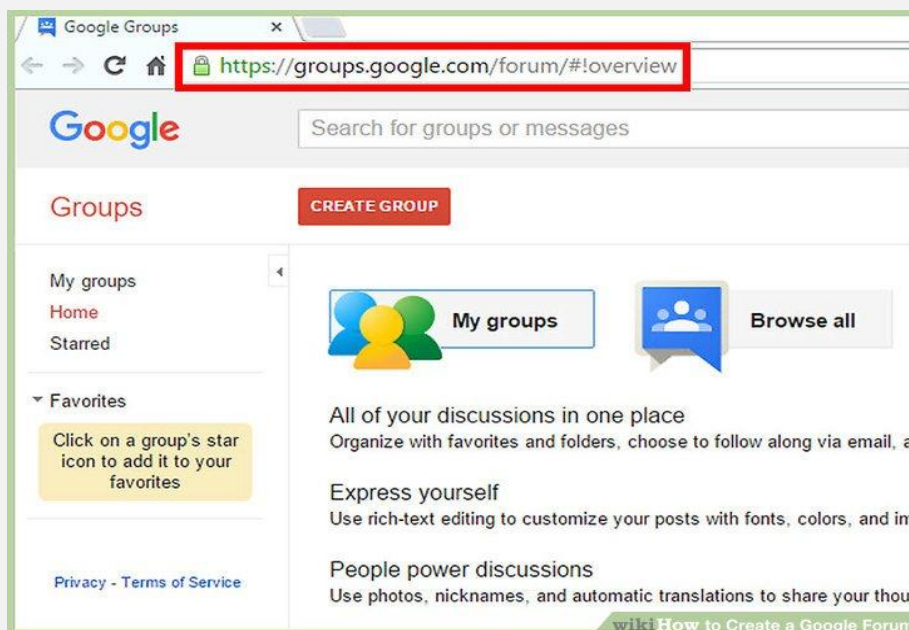 Google Groups
https://groups.google.com/forum/#!overview
Google
Search for groups or messages
Groups
CREATE GROUP
My groups
Home
Starred
Favorites
Click on a group's star
icon to add it to your
favorites
Privacy - Terms of Service
My groups
Browse all
All of your discussions in one place
Organize with favorites and folders, choose to follow along via email, a
Express yourself
Use rich-text editing to customize your posts with fonts, colors, and
People power discussions
Use photos, nicknames, and automatic translations to share your
wikiHow to Create a Google Forum